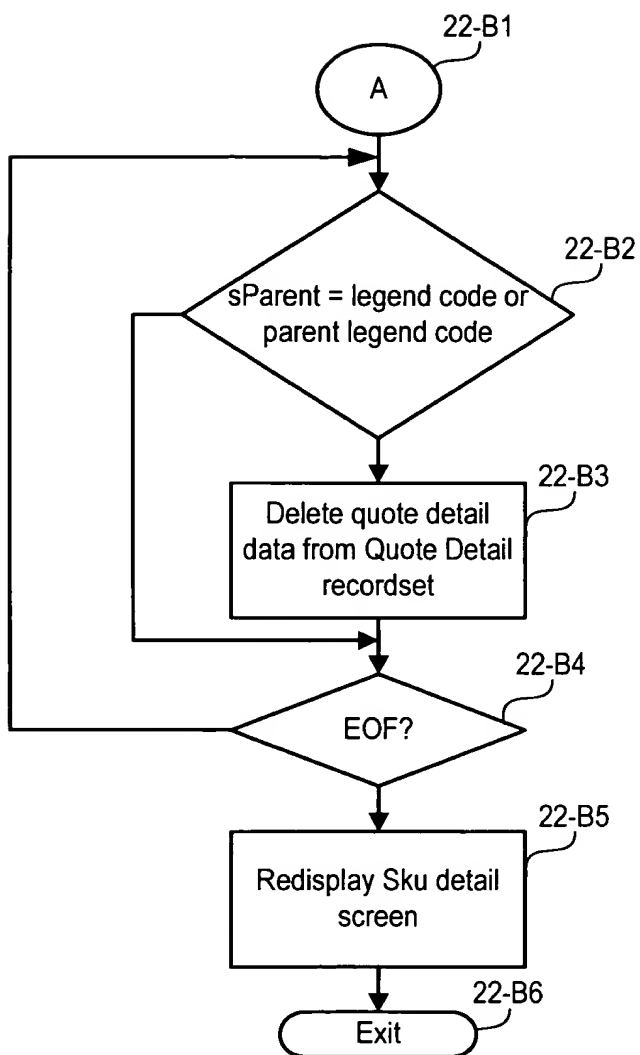 22-B1
A
22-B2
sParent = legend code or
parent legend code
22-B3
Delete quote detail
data from Quote Detail
recordset
22-B4
EOF?
22-B5
Redisplay Sku detail
screen
22-B6
Exit